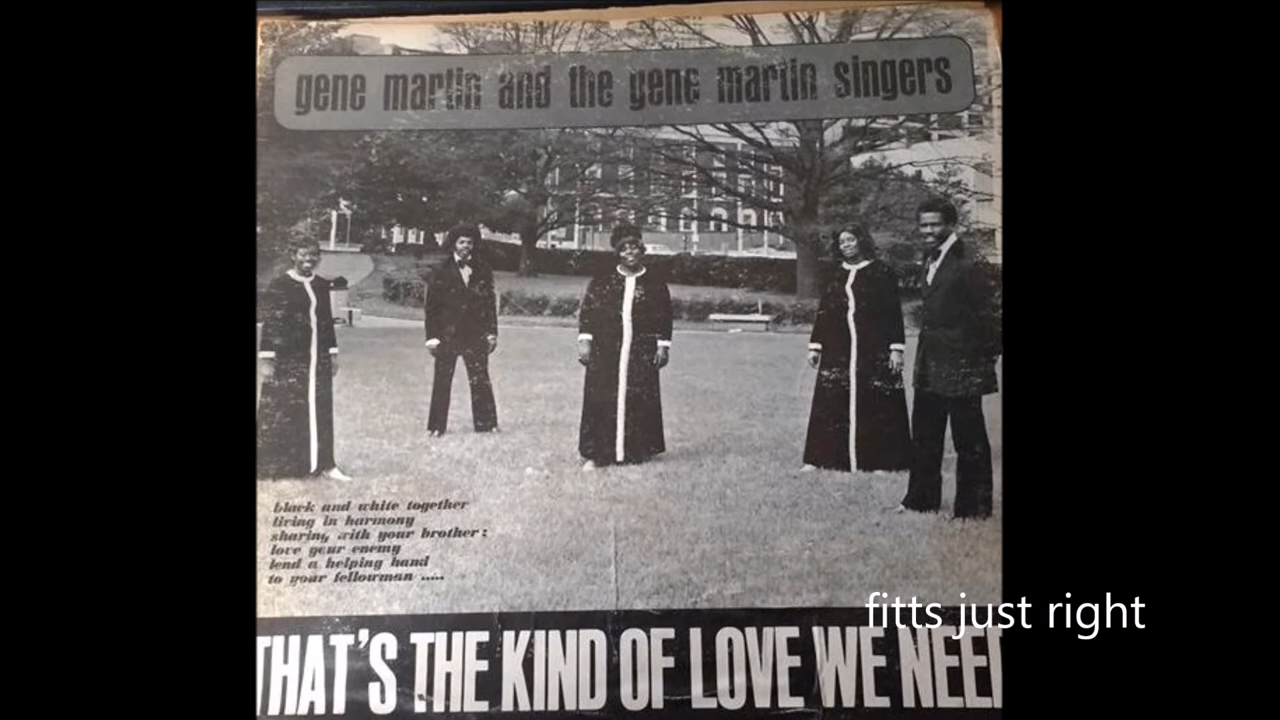 gene martin and the gene martin singers
black and white together
living in harmony
sharing with your brother:
love your enemy
lend a helping hand
to your fellowman .....
fitts just right
THAT'S THE KIND OF LOVE WE NEED